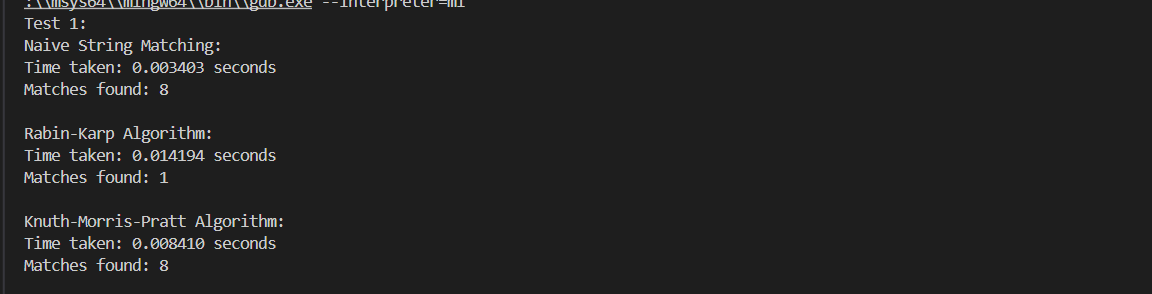 :\\msys64\\mingw64\\bin\\gdb.exe --interpreter=mi
Test 1:
Naive String Matching:
Time taken: 0.003403 seconds
Matches found: 8
Rabin-Karp Algorithm:
Time taken: 0.014194 seconds
Matches found: 1
Knuth-Morris-Pratt Algorithm:
Time taken: 0.008410 seconds
Matches found: 8